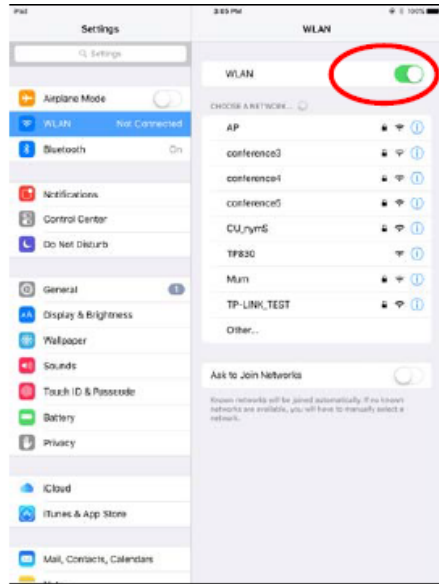 iPad
3:05 PM
100%
Settings
WLAN
Settings
Airplane Mode
WLAN Not Connected
Bluetooth On
Notifications
Control Center
Do Not Disturb
General 1
Display & Brightness
Wallpaper
Sounds
Touch ID & Passcode
Battery
Privacy
iCloud
iTunes & App Store
Mail, Contacts, Calendars
WLAN
CHOOSE A NETWORK...
AP
conference3
conference4
conference5
CU_nymS
TP830
Mum
TP-LINK_TEST
Other...
Ask to Join Networks
Known networks will be joined automatically. If no known
networks are available, you will have to manually select a
network.